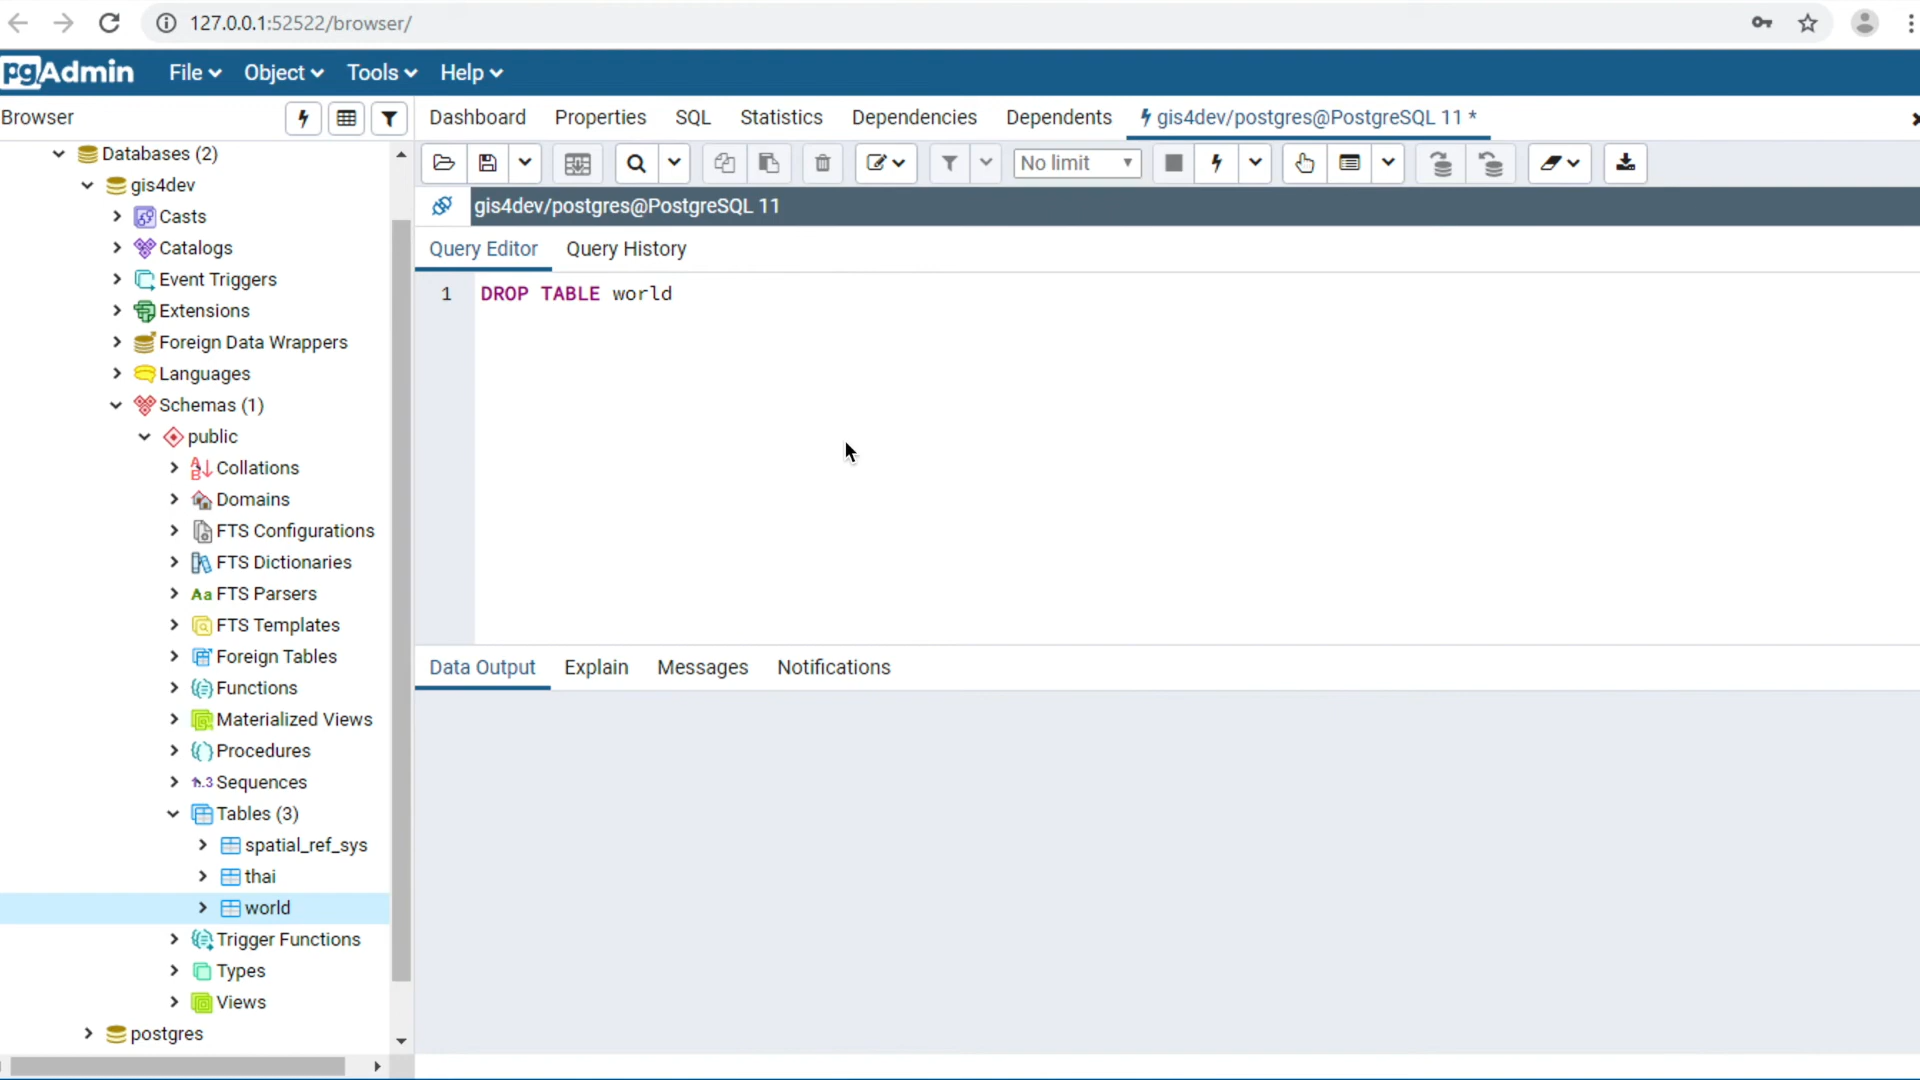 127.0.0.1:52522/browser/
pgAdmin File Object Tools Help
Browser
Dashboard Properties SQL Statistics Dependencies Dependents gis4dev/postgres@PostgreSQL 11 *
No limit
gis4dev/postgres@PostgreSQL 11
Query Editor Query History
1 DROP TABLE world
Data Output Explain Messages Notifications
Databases (2)
gis4dev
Casts
Catalogs
Event Triggers
Extensions
Foreign Data Wrappers
Languages
Schemas (1)
public
Collations
Domains
FTS Configurations
FTS Dictionaries
Aa FTS Parsers
FTS Templates
Foreign Tables
Functions
Materialized Views
Procedures
1..3 Sequences
Tables (3)
spatial_ref_sys
thai
world
Trigger Functions
Types
Views
postgres